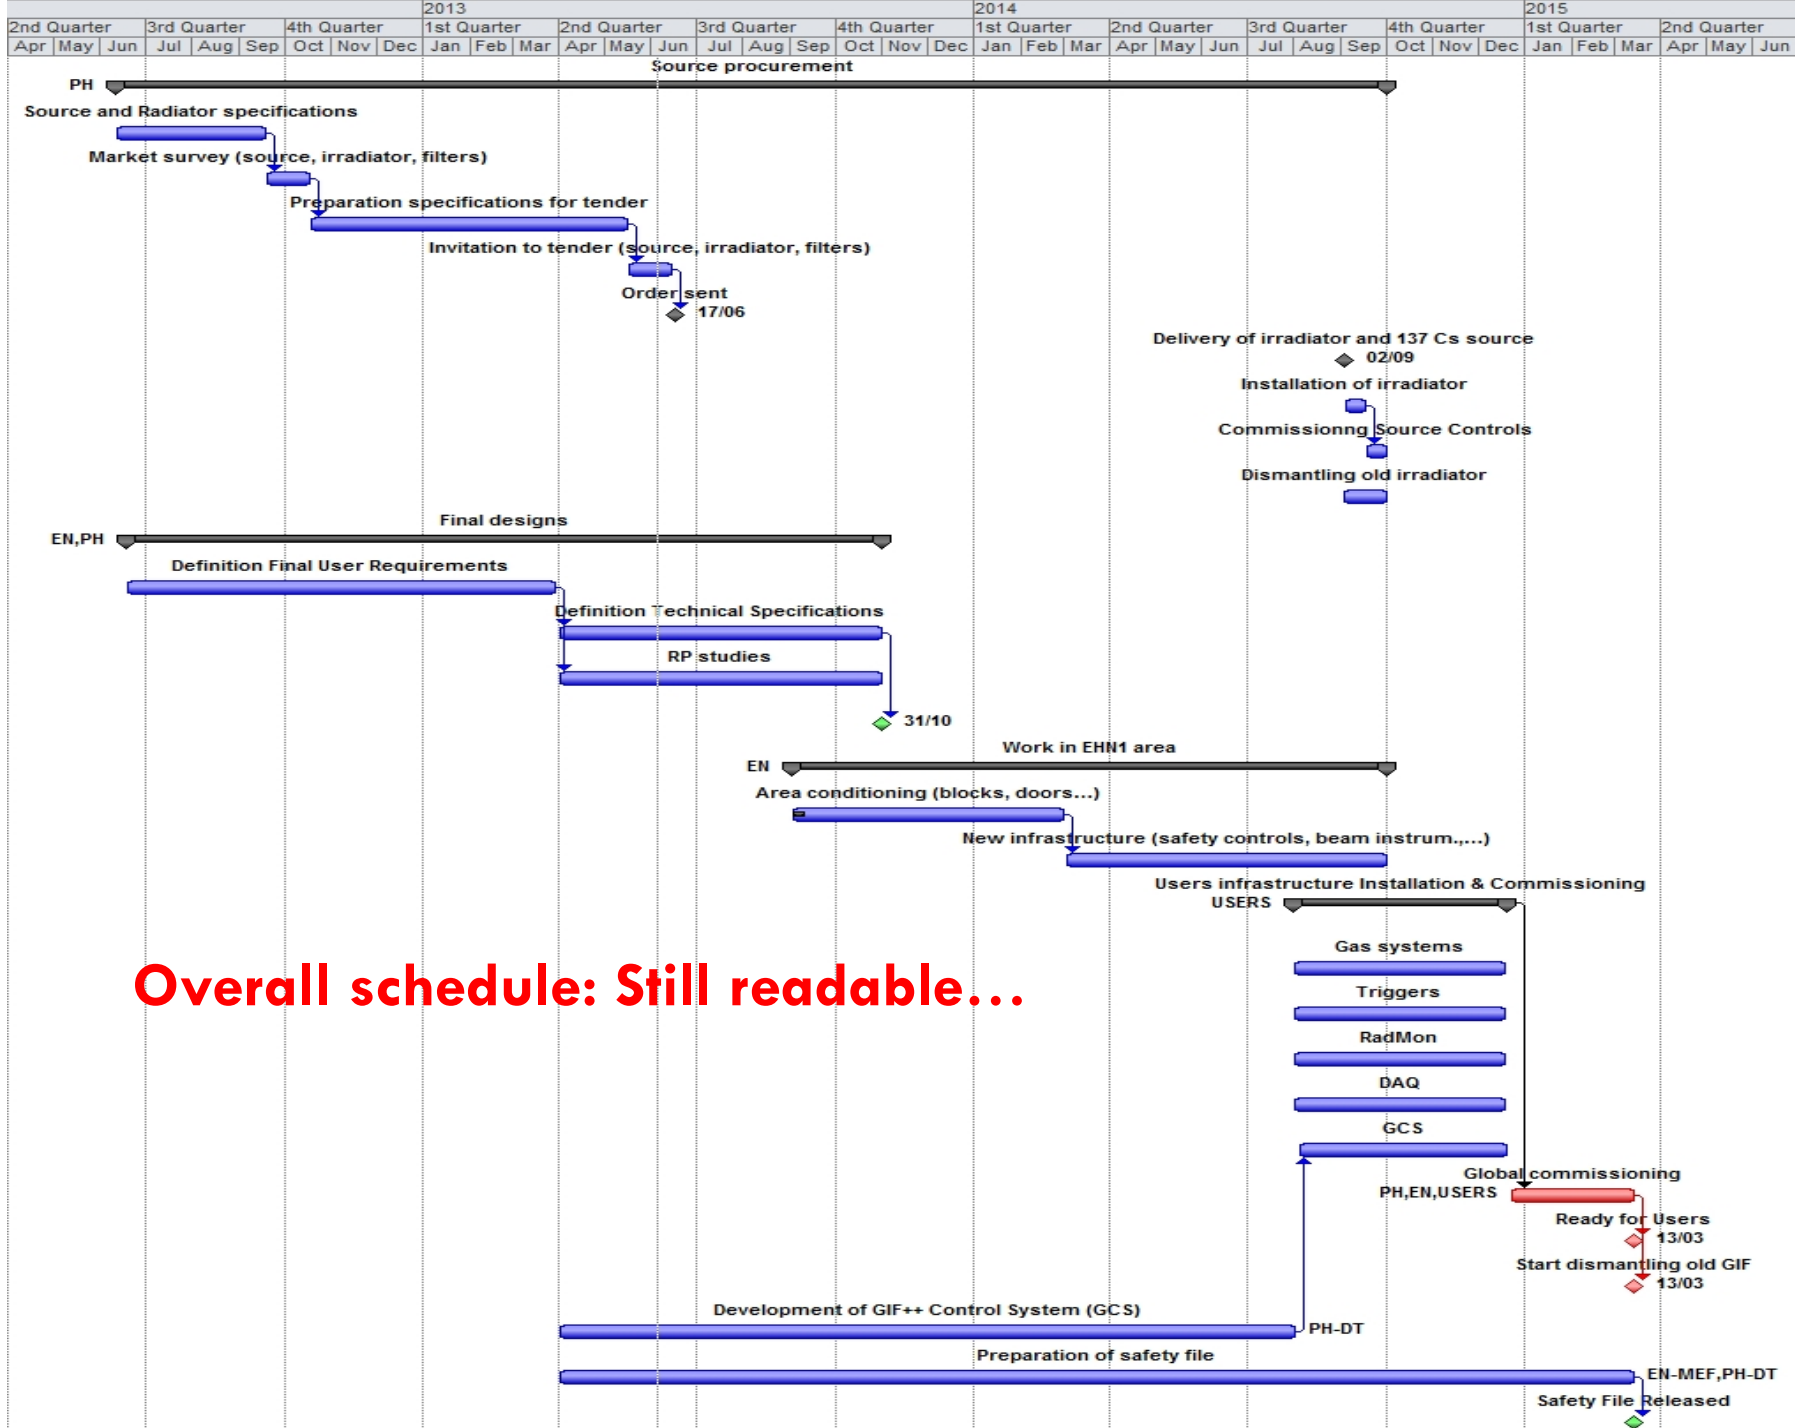 2013 2014 2015
2nd Quarter 3rd Quarter 4th Quarter 1st Quarter 2nd Quarter 3rd Quarter 4th Quarter 1st Quarter 2nd Quarter 3rd Quarter 4th Quarter 1st Quarter 2nd Quarter
Apr May Jun Jul Aug Sep Oct Nov Dec Jan Feb Mar Apr May Jun Jul Aug Sep Oct Nov Dec Jan Feb Mar Apr May Jun Jul Aug Sep Oct Nov Dec Jan Feb Mar Apr May Jun
Source procurement
PH
Source and Radiator specifications
Market survey (source, irradiator, filters)
Preparation specifications for tender
Invitation to tender (source, irradiator, filters)
Order sent
17/06
Delivery of irradiator and 137 Cs source
02/09
Installation of irradiator
Commissionng Source Controls
Dismantling old irradiator
Final designs
EN,PH
Definition Final User Requirements
Definition Technical Specifications
RP studies
31/10
Work in EHN1 area
EN
Area conditioning (blocks, doors...)
New infrastructure (safety controls, beam instrum.,...)
Users infrastructure Installation & Commissioning
USERS
Gas systems
Overall schedule: Still readable...
Triggers
RadMon
DAQ
GCS
Global commissioning
PH,EN,USERS
Ready for Users
13/03
Start dismantling old GIF
13/03
Development of GIF++ Control System (GCS)
PH-DT
Preparation of safety file
EN-MEF,PH-DT
Safety File Released